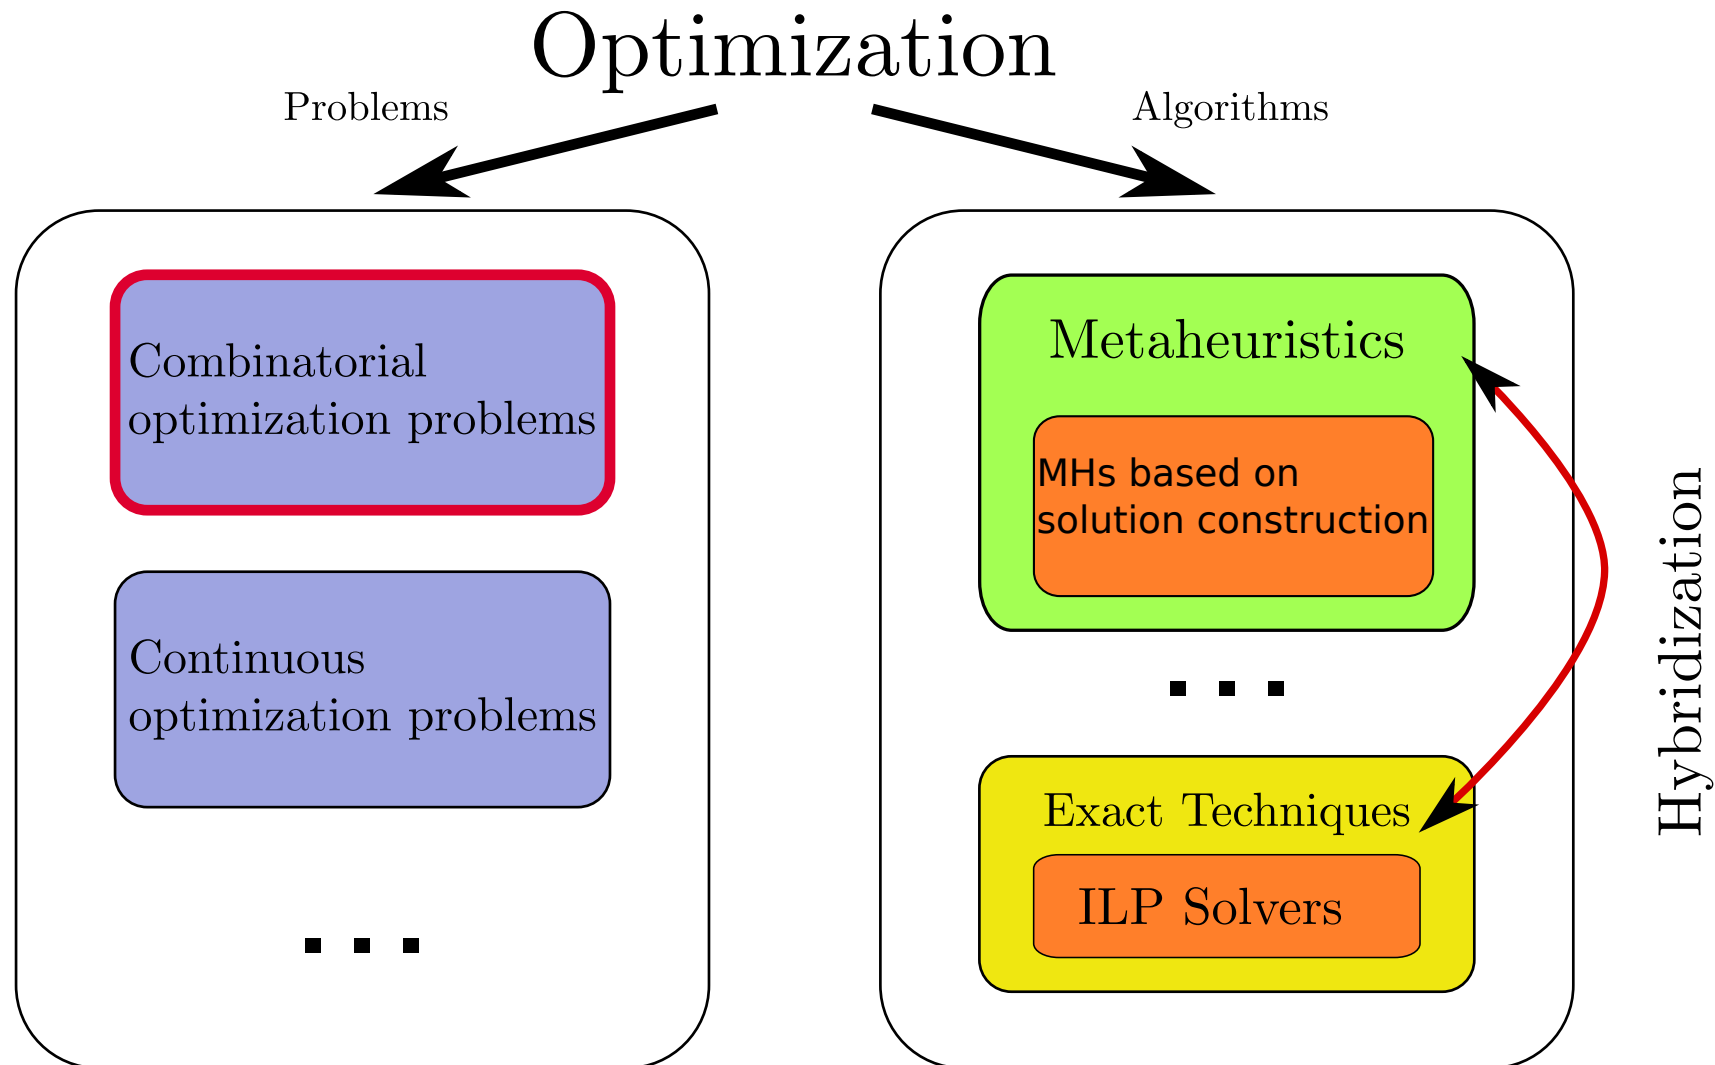 Optimization
Problems
Algorithms
Combinatorial
optimization problems
Continuous
optimization problems
. . .
Metaheuristics
MHs based on
solution construction
. . .
Exact Techniques
ILP Solvers
Hybridization